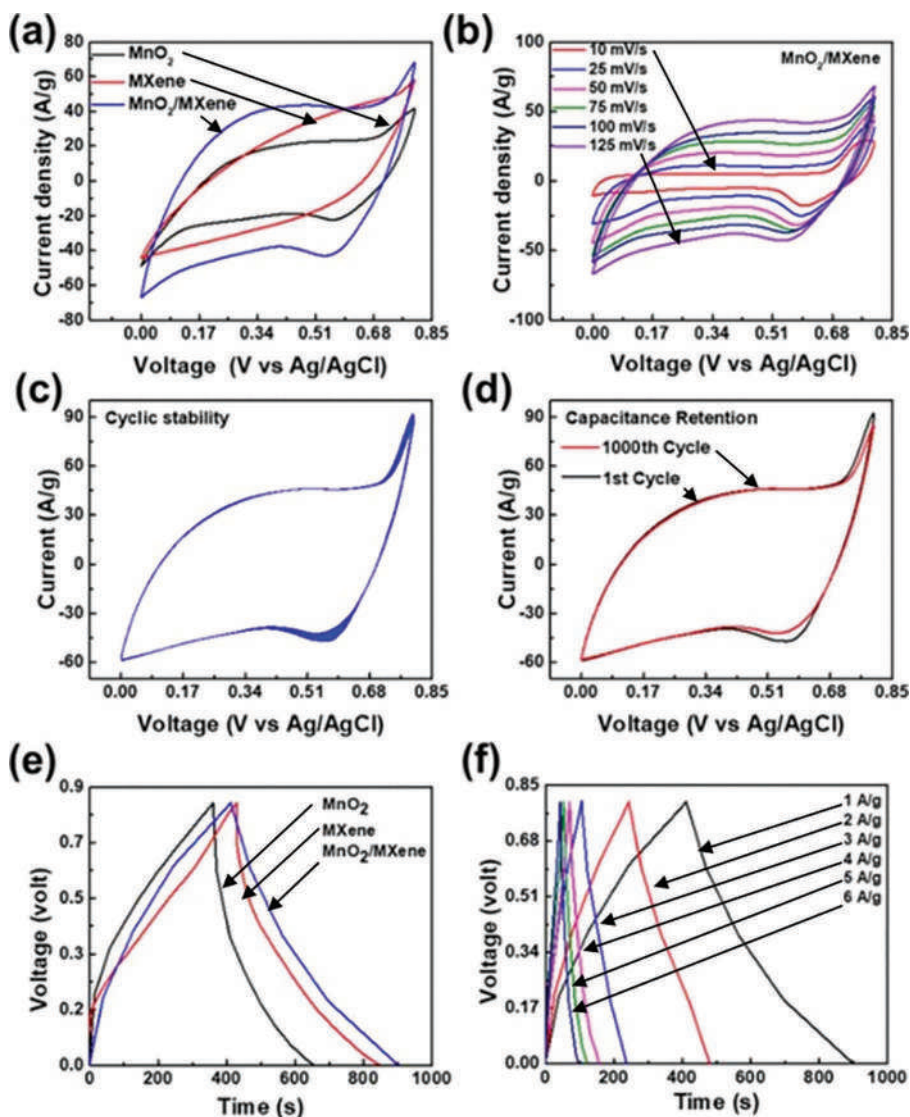 (a)
80
60
40
20
0
-20
-40
-60
-80
Current density (A/g)
MnO2
MXene
MnO2/MXene
0.00 0.17 0.34 0.51 0.68 0.85
Voltage (V vs Ag/AgCl)
(b)
100
50
0
-50
-100
Current density (A/g)
10 mV/s
25 mV/s
50 mV/s
75 mV/s
100 mV/s
125 mV/s
MnO2/MXene
0.00 0.17 0.34 0.51 0.68 0.85
Voltage (V vs Ag/AgCl)
(c)
90
60
30
0
-30
-60
Current (A/g)
Cyclic stability
0.00 0.17 0.34 0.51 0.68 0.85
Voltage (V vs Ag/AgCl)
(d)
90
60
30
0
-30
-60
Current (A/g)
Capacitance Retention
1000th Cycle
1st Cycle
0.00 0.17 0.34 0.51 0.68 0.85
Voltage (V vs Ag/AgCl)
(e)
0.9
0.7
0.5
0.3
0.2
0.0
Voltage (volt)
MnO2
MXene
MnO2/MXene
0 200 400 600 800 1000
Time (s)
(f)
0.85
0.68
0.51
0.34
0.17
0.00
Voltage (volt)
1 A/g
2 A/g
3 A/g
4 A/g
5 A/g
6 A/g
0 200 400 600 800 1000
Time (s)